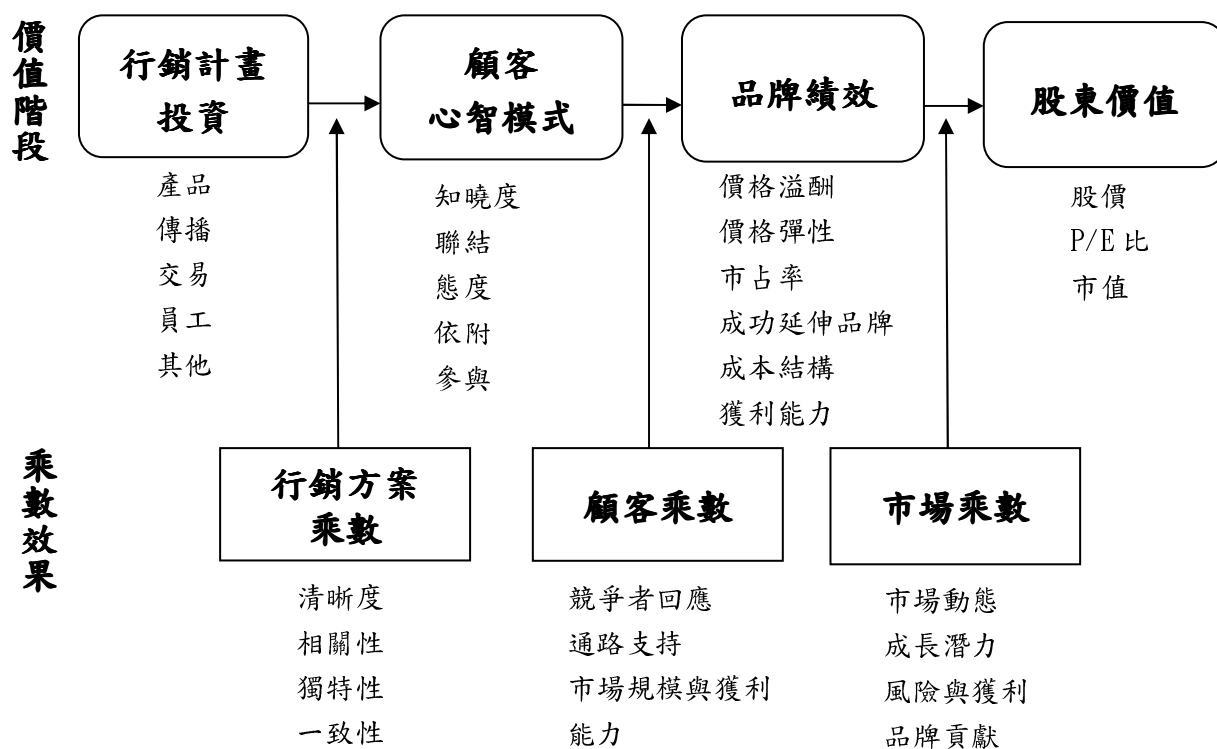 價值階段
行銷計畫
投資
顧客
心智模式
品牌績效
股東價值
產品
傳播
交易
員工
其他
知曉度
聯結
態度
依附
參與
價格溢酬
價格彈性
市占率
成功延伸品牌
成本結構
獲利能力
股價
P/E 比
市值
乘數效果
行銷方案
乘數
顧客乘數
市場乘數
清晰度
相關性
獨特性
一致性
競爭者回應
通路支持
市場規模與獲利
能力
市場動態
成長潛力
風險與獲利
品牌貢獻